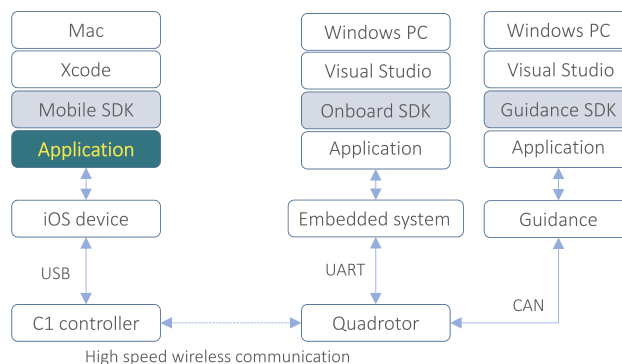 Mac
Xcode
Mobile SDK
Application
iOS device
USB
C1 controller
Windows PC
Visual Studio
Onboard SDK
Application
Embedded system
UART
Quadrotor
Windows PC
Visual Studio
Guidance SDK
Application
Guidance
CAN
High speed wireless communication